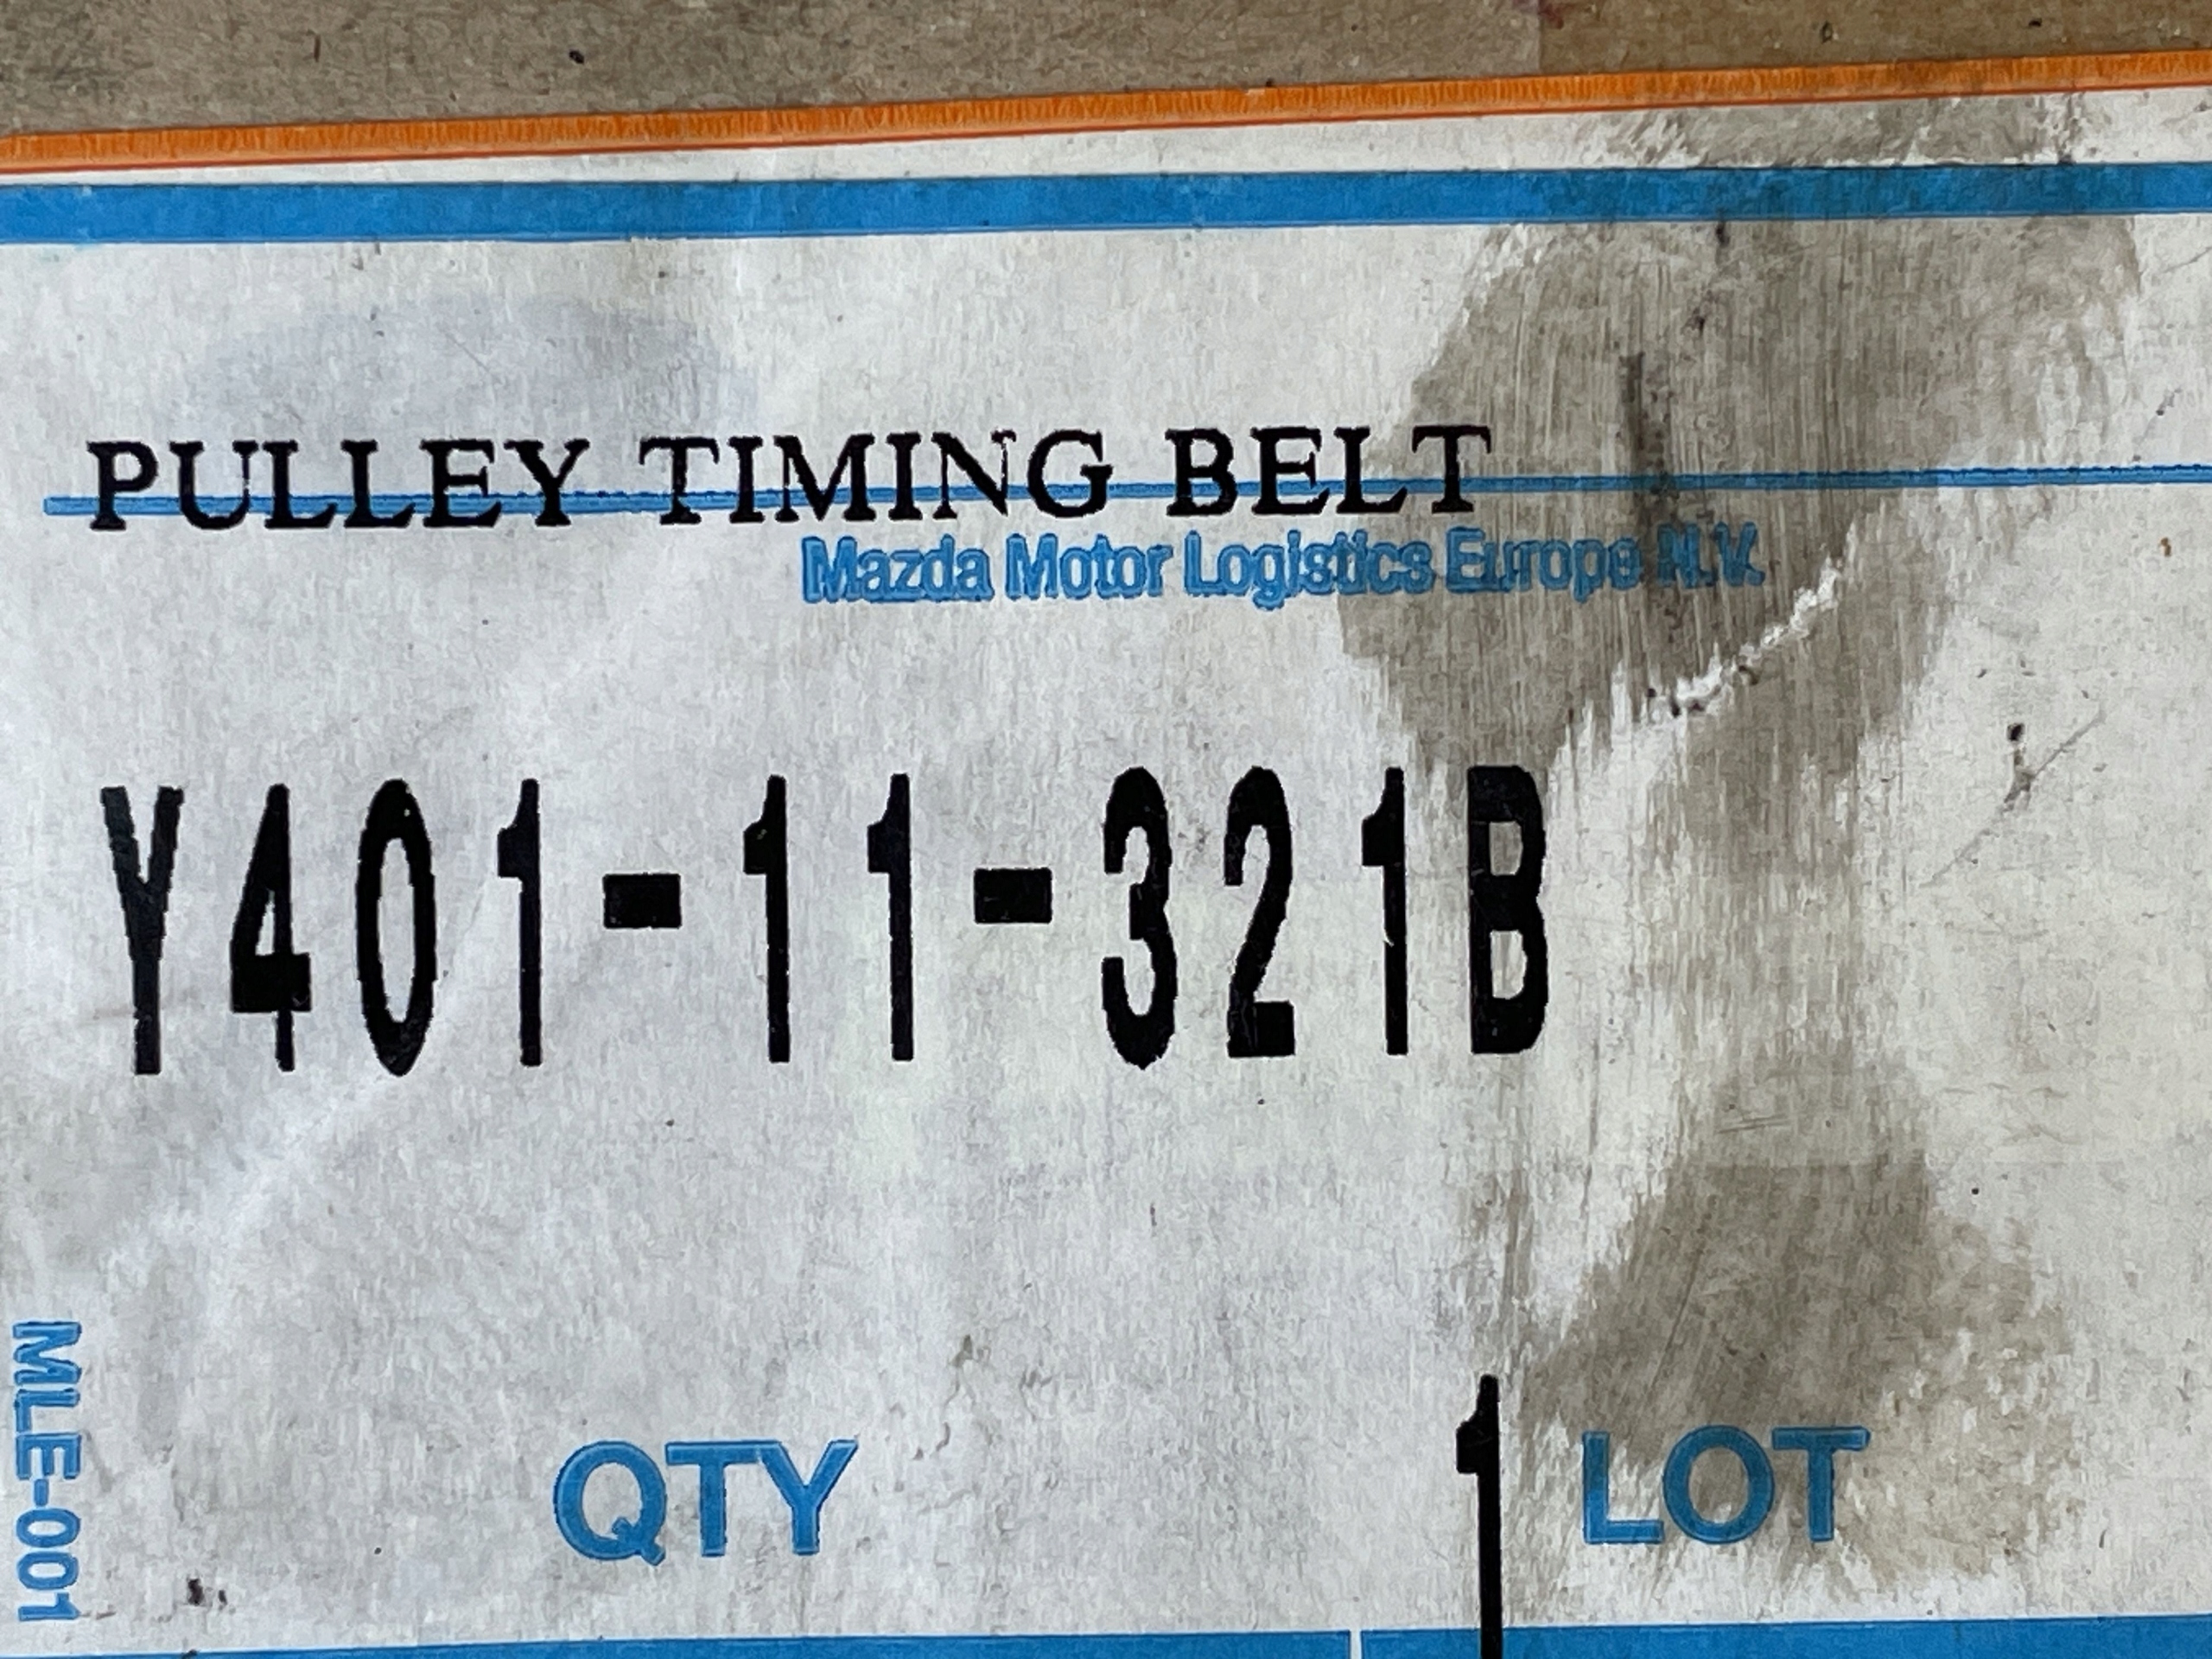 PULLEY TIMING BELT
Mazda Motor Logistics Europe N.V.
Y401-11-321B
MLE-001
QTY 1 LOT